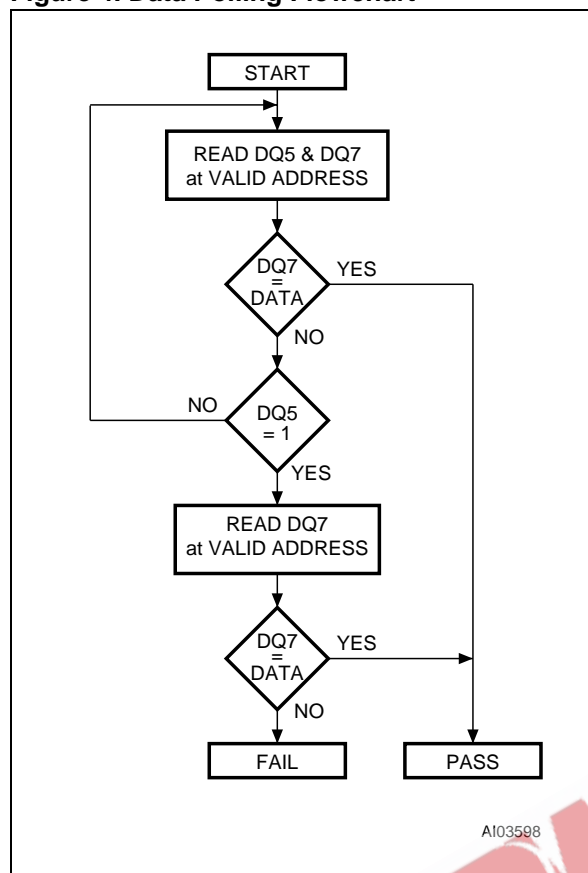 Figure 4. Data Polling Flowchart
START
READ DQ5 & DQ7
at VALID ADDRESS
DQ7
=
DATA
YES
NO
DQ5
= 1
NO
YES
READ DQ7
at VALID ADDRESS
DQ7
=
DATA
YES
NO
FAIL
PASS
AI03598